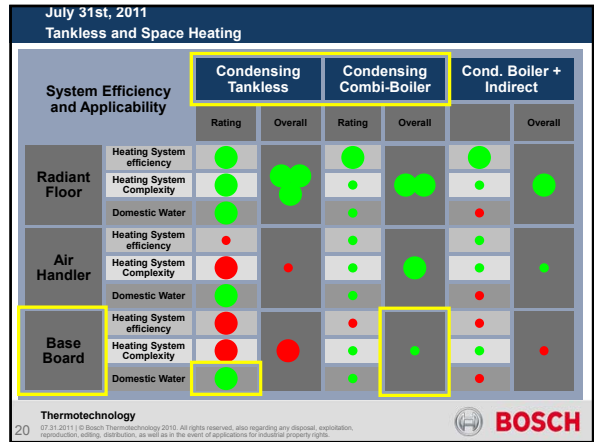 July 31st, 2011
Tankless and Space Heating
System Efficiency
and Applicability
Condensing
Tankless
Condensing
Combi-Boiler
Cond. Boiler +
Indirect
Rating
Overall
Rating
Overall
Overall
Radiant
Floor
Heating System
efficiency
Heating System
Complexity
Domestic Water
Air
Handler
Heating System
efficiency
Heating System
Complexity
Domestic Water
Base
Board
Heating System
efficiency
Heating System
Complexity
Domestic Water
Thermotechnology
20
07.31.2011 | © Bosch Thermotechnology 2010. All rights reserved, also regarding any disposal, exploitation,
reproduction, editing, distribution, as well as in the event of applications for industrial property rights.
BOSCH